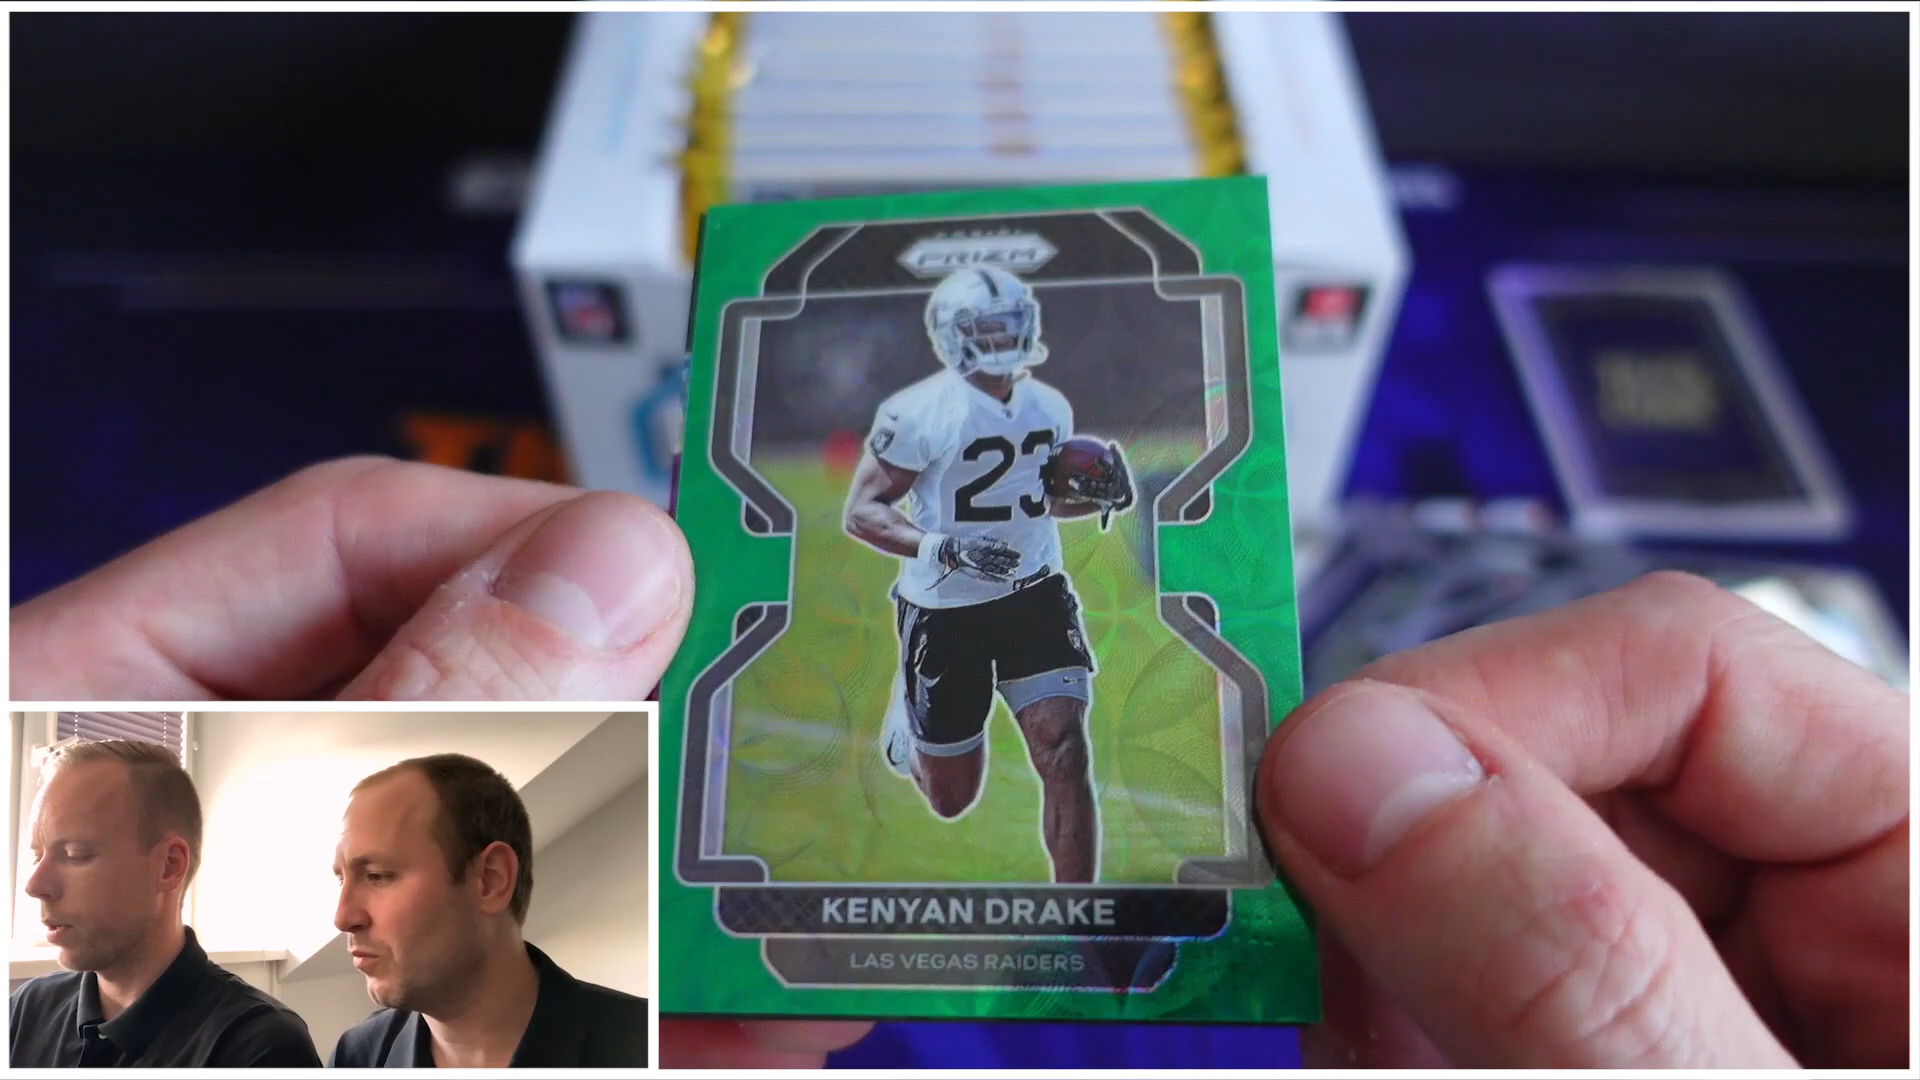 PANINI
PRIZM
23
KENYAN DRAKE
LAS VEGAS RAIDERS